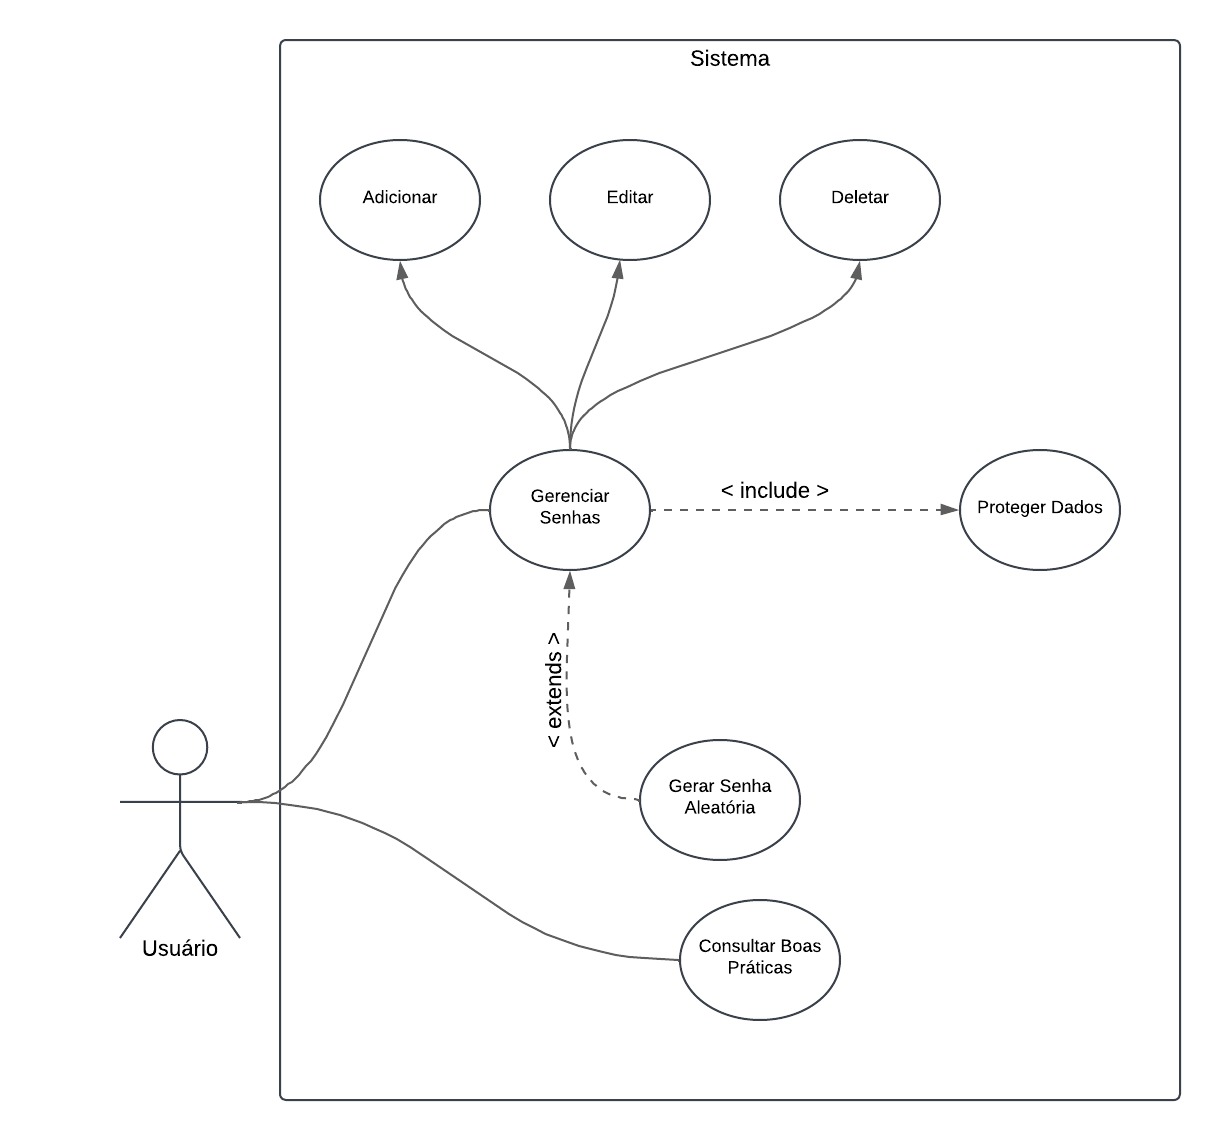 Sistema
Adicionar
Editar
Deletar
Gerenciar
Senhas
< include >
Proteger Dados
< extends >
Gerar Senha
Aleatória
Usuário
Consultar Boas
Práticas